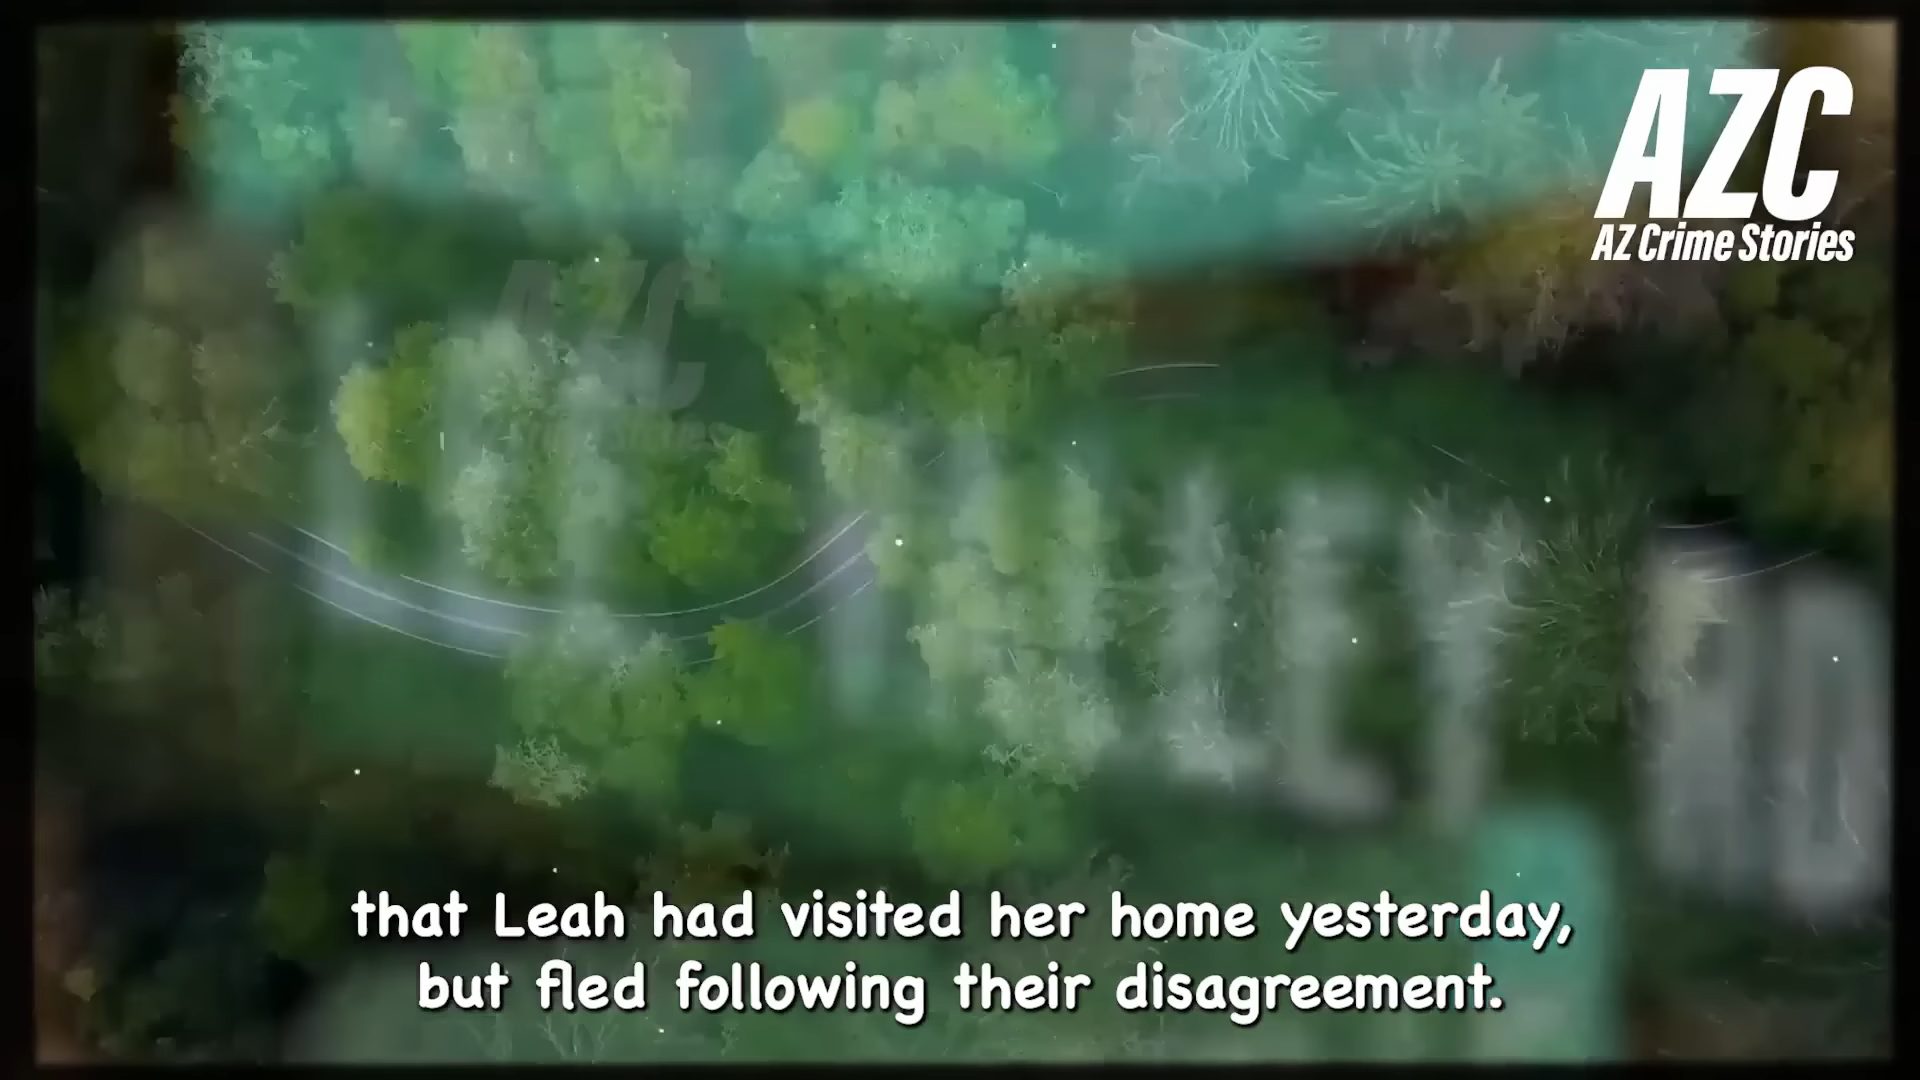 AZC
AZ Crime Stories
that Leah had visited her home yesterday,
but fled following their disagreement.